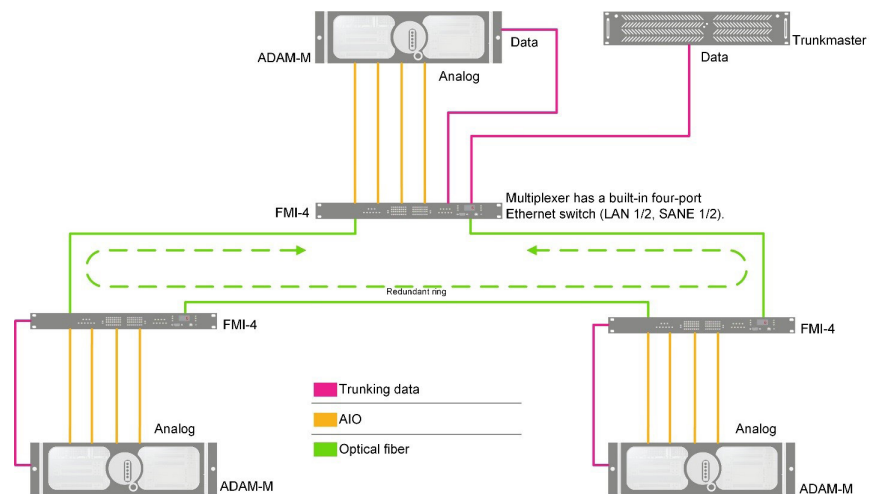 Data
Trunkmaster
ADAM-M
Data
Analog
FMI-4
Multiplexer has a built-in four-port
Ethernet switch (LAN 1/2, SANE 1/2).
Redundant ring
FMI-4
FMI-4
Trunking data
AIO
Optical fiber
Analog
Analog
ADAM-M
ADAM-M